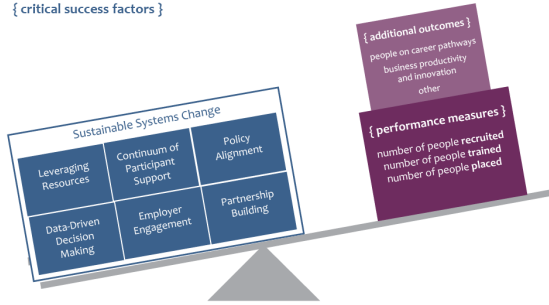 { critical success factors }
Sustainable Systems Change
Leveraging
Resources
Continuum of
Participant
Support
Policy
Alignment
Data-Driven
Decision
Making
Employer
Engagement
Partnership
Building
{ additional outcomes }
people on career pathways
business productivity
and innovation
other
{ performance measures }
number of people recruited
number of people trained
number of people placed